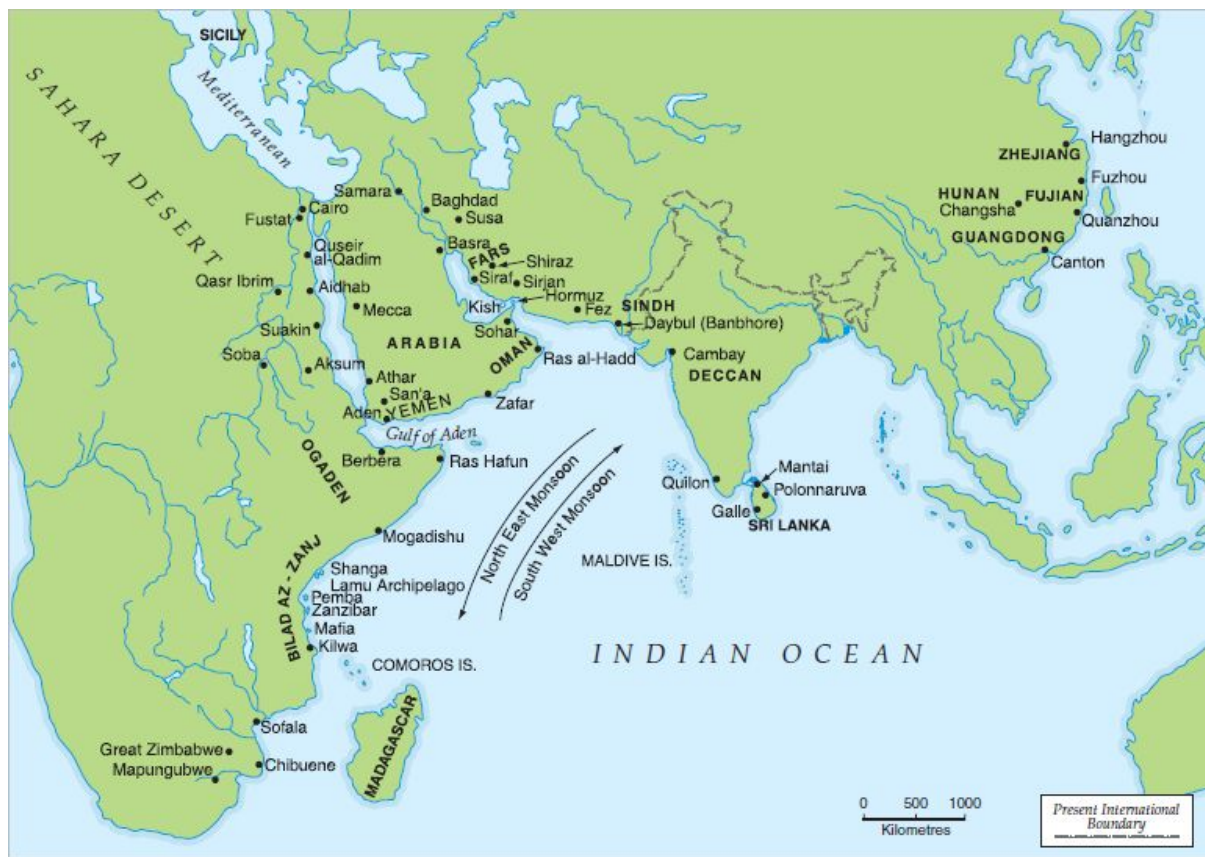 SICILY
SAHARA DESERT
Mediterranean
Samara
Baghdad
Susa
Cairo
Fustat
Basra
Quseir
al-Qadim
FARS
Shiraz
Siraf
Sirjan
Qasr Ibrim
Aidhab
Hormuz
Kish
Fez
SINDH
Mecca
Daybul (Banbhore)
Suakin
Sohar
ARABIA
OMAN
Ras al-Hadd
Cambay
DECCAN
Soba
Aksum
Athar
San'a
YEMEN
Aden
Zafar
Gulf of Aden
OGADEN
Berbera
Ras Hafun
Hangzhou
ZHEJIANG
Fuzhou
HUNAN
FUJIAN
Changsha
Quanzhou
GUANGDONG
Canton
North East Monsoon
South West Monsoon
Quilon
Mantai
Polonnaruva
Galle
SRI LANKA
MALDIVE IS.
Mogadishu
BILAD AZ - ZANJ
Shanga
Lamu Archipelago
Pemba
Zanzibar
Mafia
Kilwa
COMOROS IS.
INDIAN OCEAN
Sofala
Great Zimbabwe
Mapungubwe
Chibuene
MADAGASCAR
0 500 1000
Kilometres
Present International
Boundary